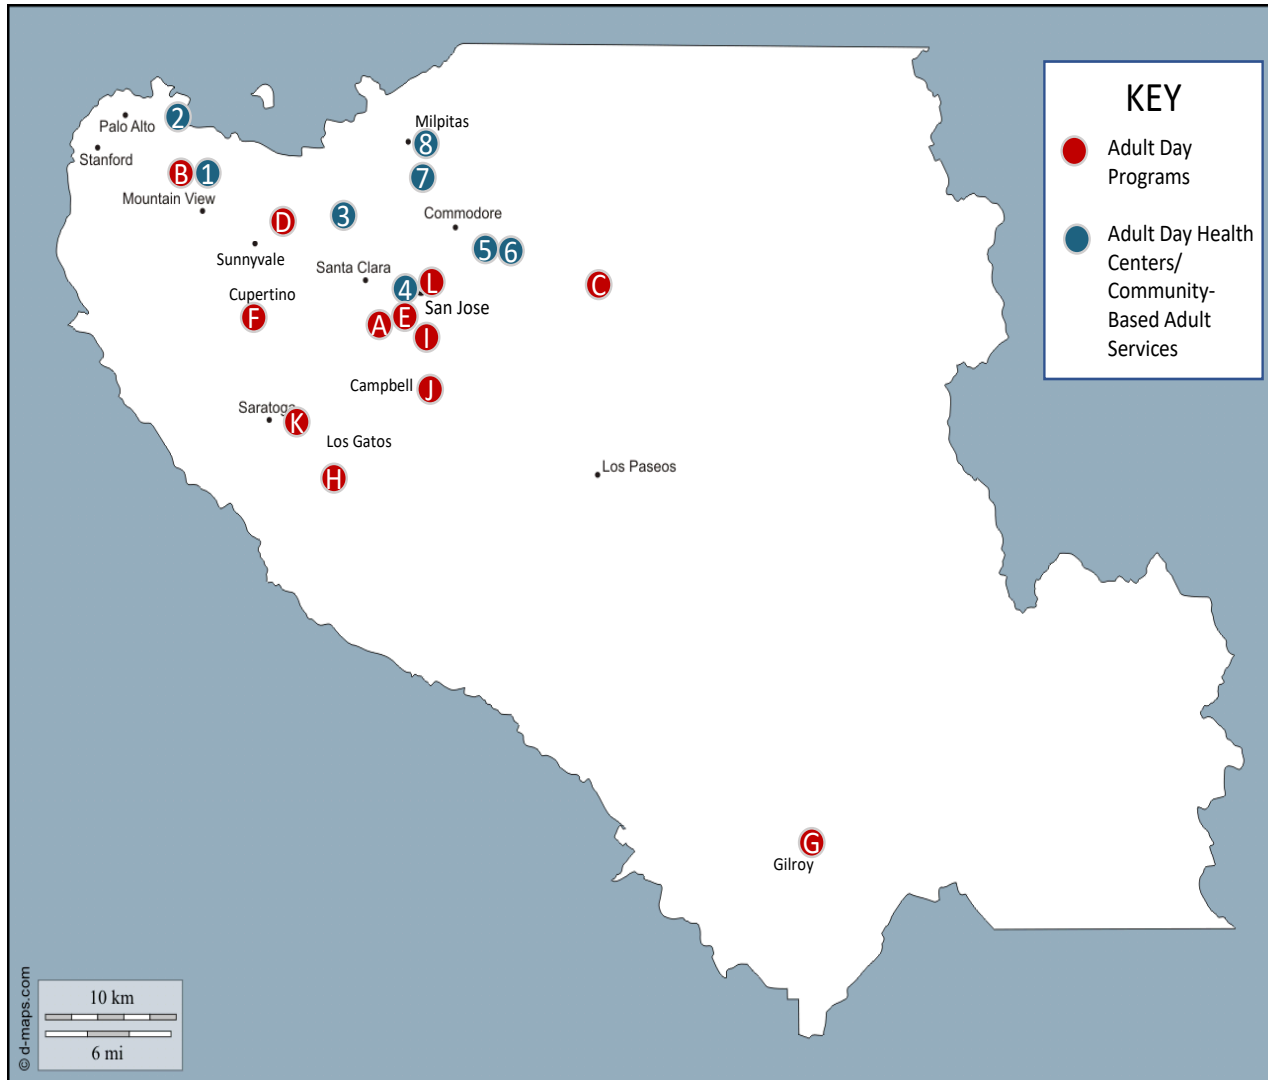 KEY
Adult Day
Programs
Adult Day Health
Centers/
Community-
Based Adult
Services
Palo Alto
2
Milpitas
8
Stanford
B
1
7
Mountain View
D
3
Commodore
Sunnyvale
5
6
Santa Clara
L
C
4
Cupertino
San Jose
F
A
E
I
Campbell
J
Saratoga
K
Los Gatos
H
Los Paseos
G
Gilroy
© d-maps.com
10 km
6 mi